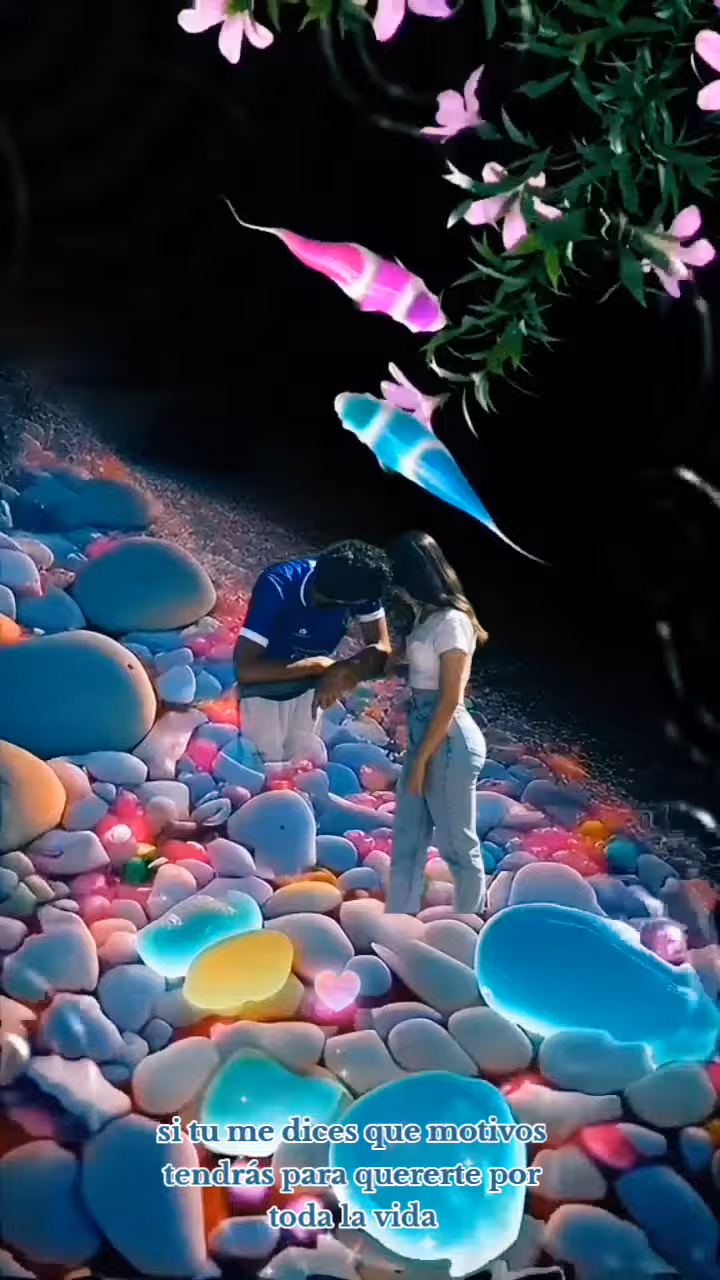 si tu me dices que motivos
tendrás para quererte por
toda la vida